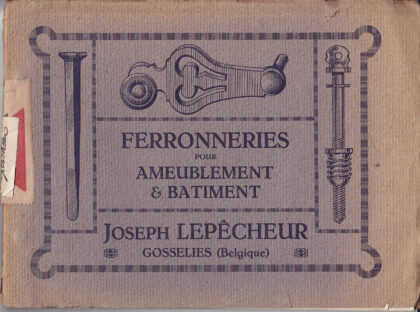 FERRONNERIES
POUR
AMEUBLEMENT
& BATIMENT
JOSEPH LEPÊCHEUR
GOSSELIES (Belgique)